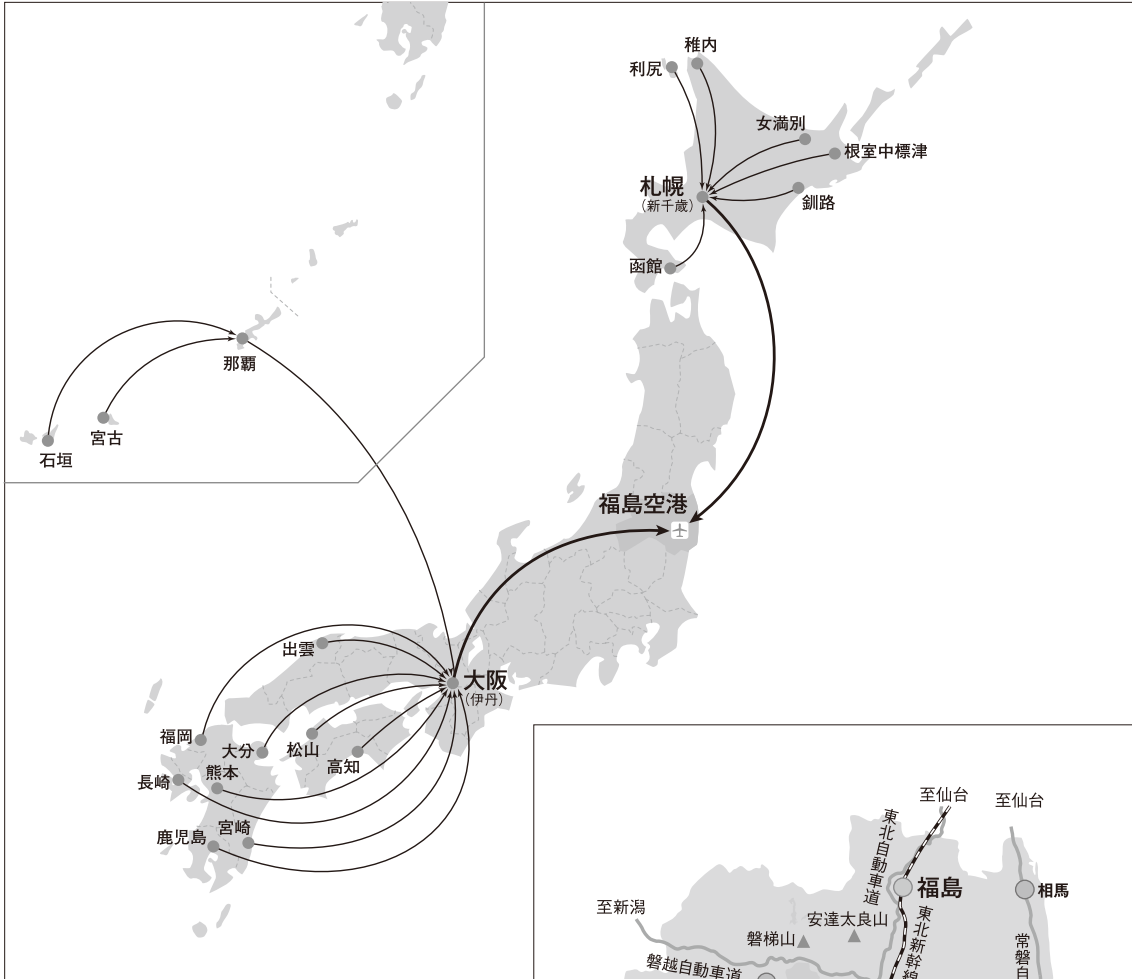 稚内
利尻
女満別
根室中標津
札幌
（新千歳）
釧路
函館
那覇
宮古
石垣
福島空港
出雲
大阪
（伊丹）
福岡
大分
松山
高知
長崎
熊本
宮崎
鹿児島
至仙台
至仙台
東北自動車道
福島
相馬
至新潟
安達太良山
磐梯山
東北新幹線
常磐自
磐越自動車道